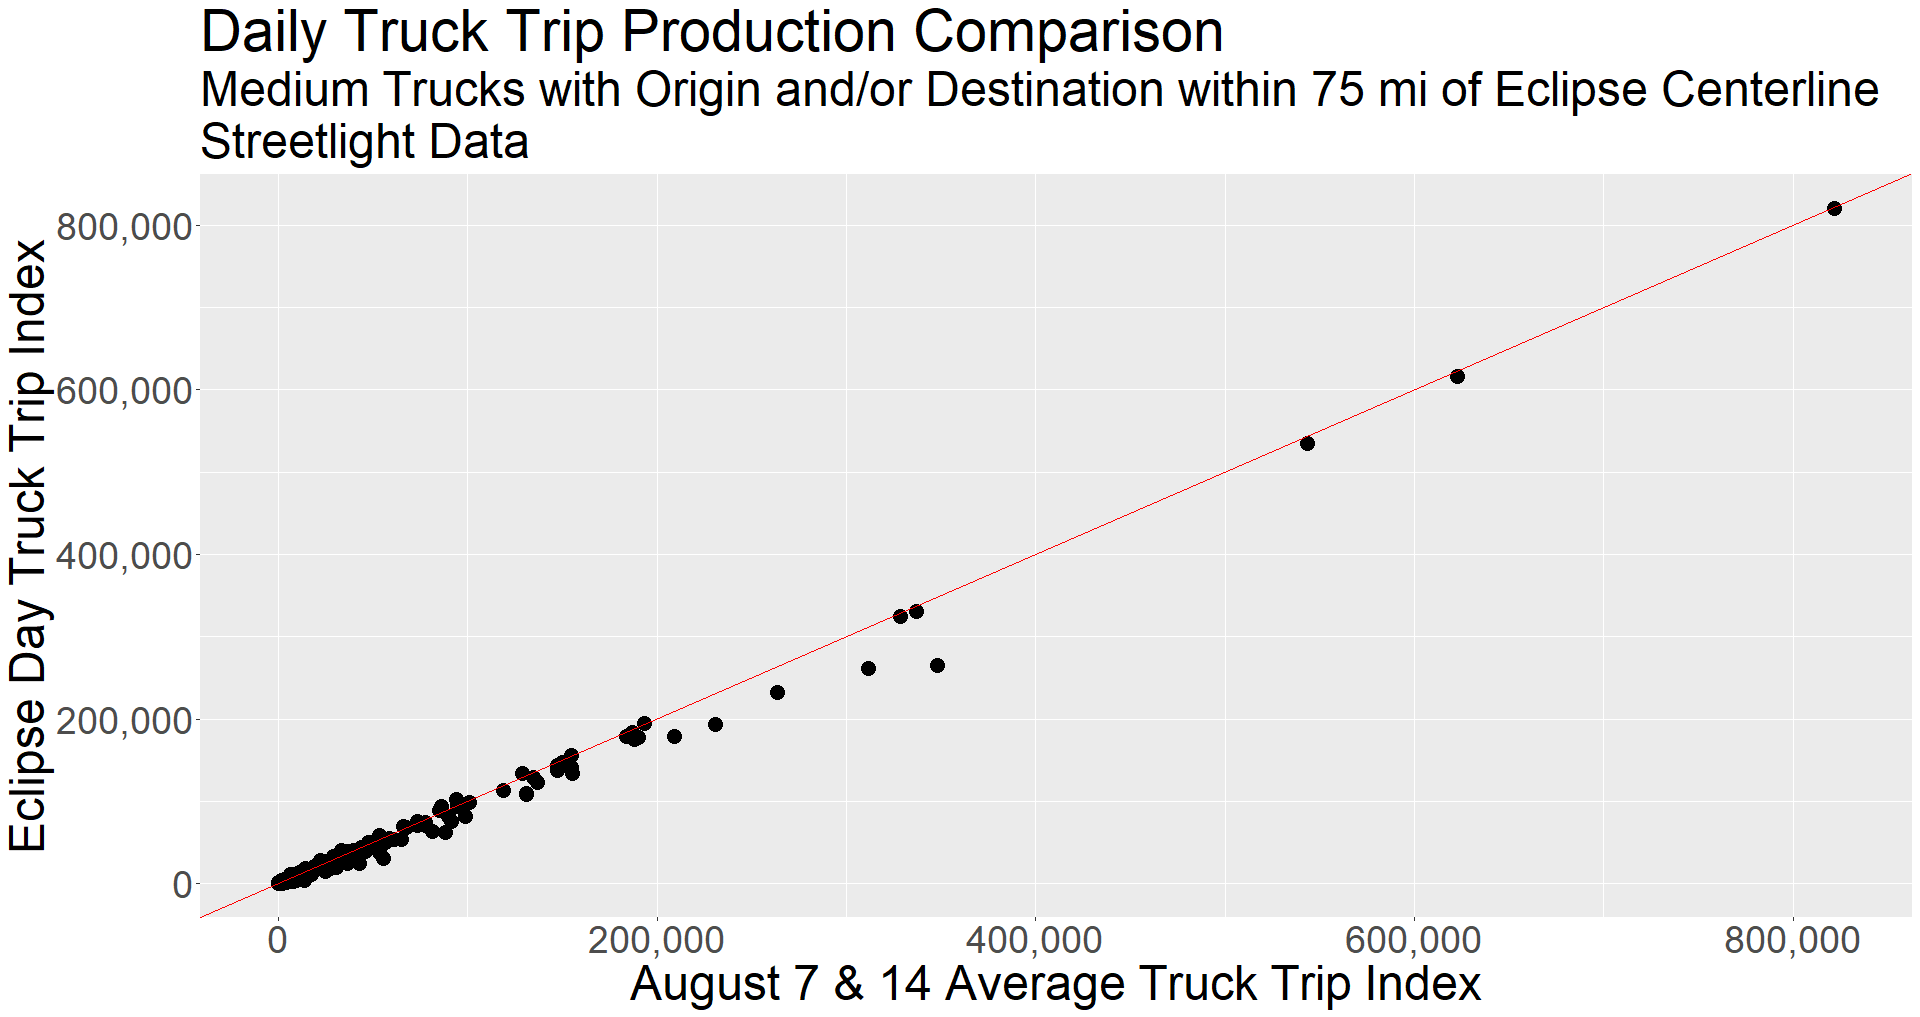 Daily Truck Trip Production Comparison
Medium Trucks with Origin and/or Destination within 75 mi of Eclipse Centerline
Streetlight Data
Eclipse Day Truck Trip Index
800,000
600,000
400,000
200,000
0
0
200,000
400,000
600,000
800,000
August 7 & 14 Average Truck Trip Index